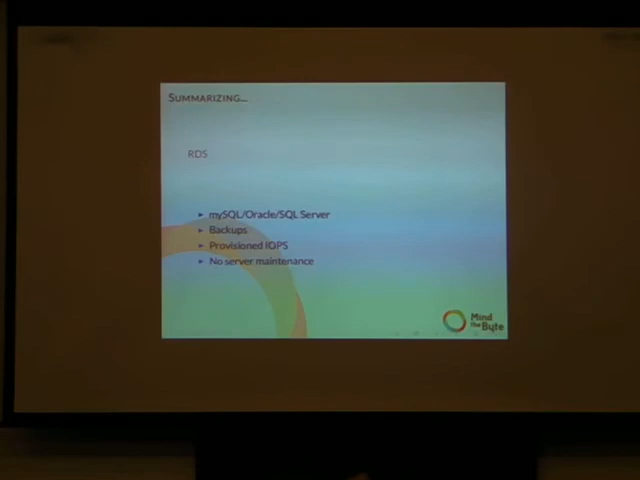 SUMMARIZING...
RDS
➤ mySQL/Oracle/SQL Server
➤ Backups
➤ Provisioned IOPS
➤ No server maintenance
Mind
the Byte